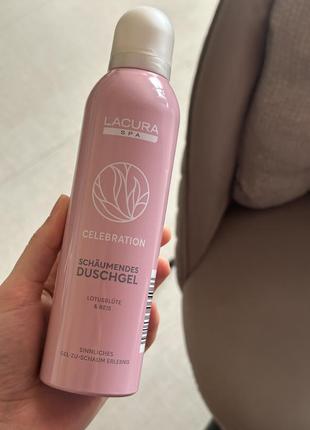 LACURA
SPA
CELEBRATION
SCHÄUMENDES
DUSCHGEL
LOTUSBLÜTE
& REIS
SINNLICHES
GEL-ZU-SCHAUM ERLEBNIS